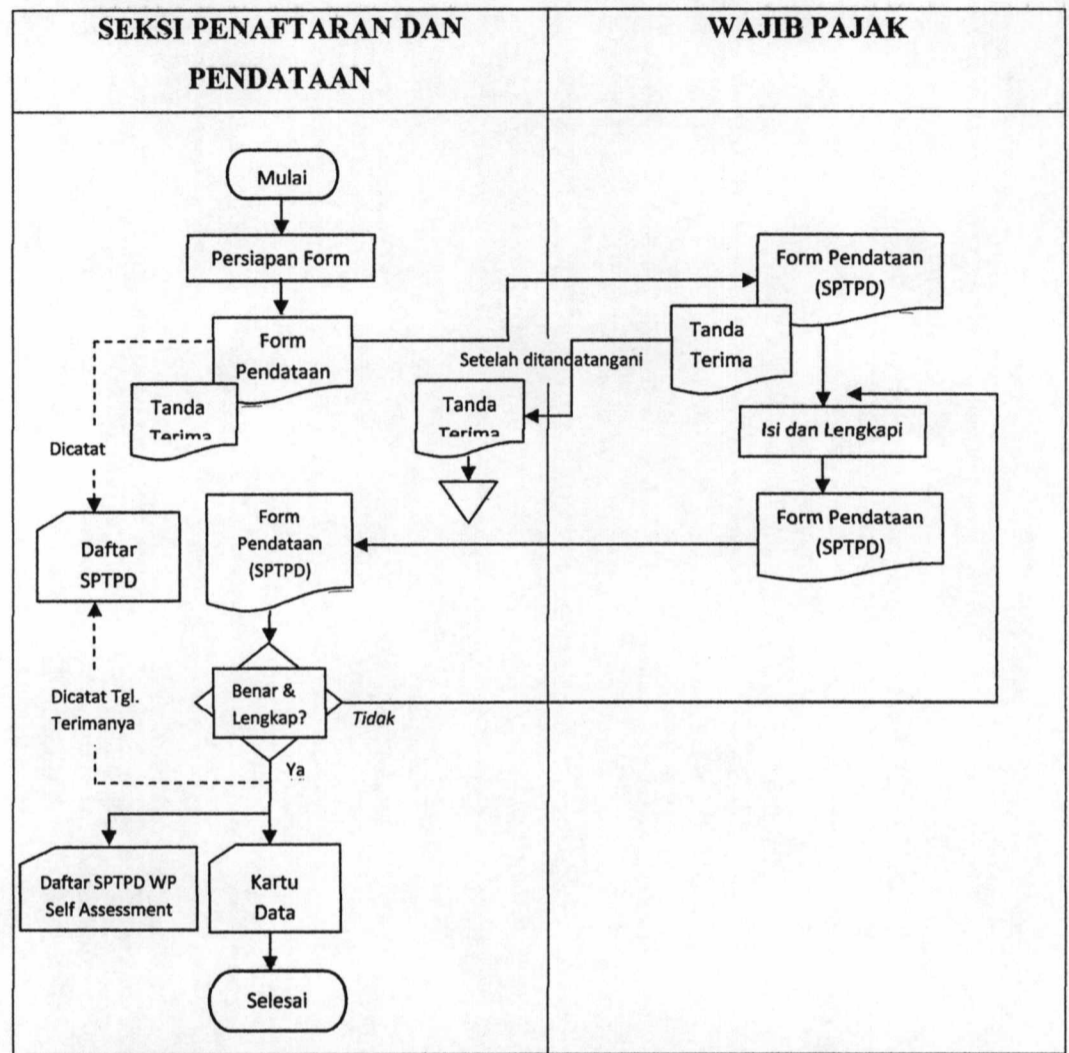 SEKSI PENAFTARAN DAN
PENDATAAN
WAJIB PAJAK
Mulai
Persiapan Form
Form
Pendataan
Tanda
Terima
Dicatat
Daftar
SPTPD
Form Pendataan
(SPTPD)
Tanda
Terima
Setelah ditandatangani
Tanda
Terima
Isi dan Lengkapi
Form Pendataan
(SPTPD)
Form
Pendataan
(SPTPD)
Benar &
Lengkap?
Tidak
Ya
Dicatat Tgl.
Terimanya
Daftar SPTPD WP
Self Assessment
Kartu
Data
Selesai